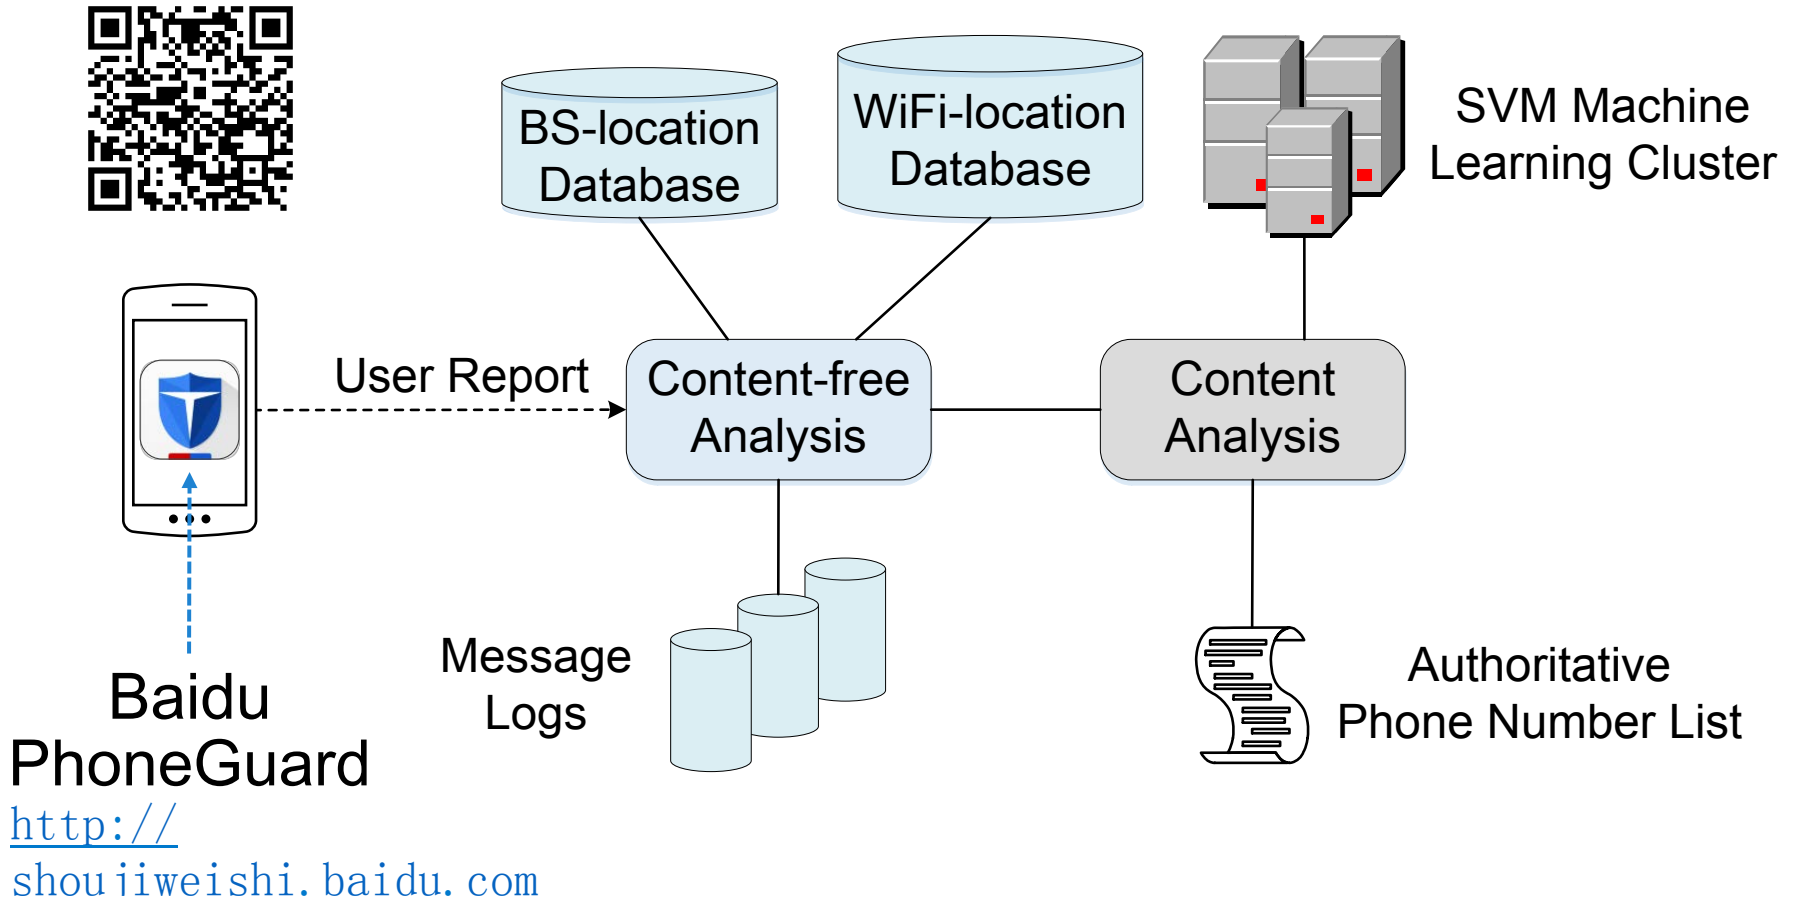 BS-location
Database
WiFi-location
Database
SVM Machine
Learning Cluster
User Report
Content-free
Analysis
Content
Analysis
Message
Logs
Authoritative
Phone Number List
Baidu
PhoneGuard
http://
shoujiweishi.baidu.com